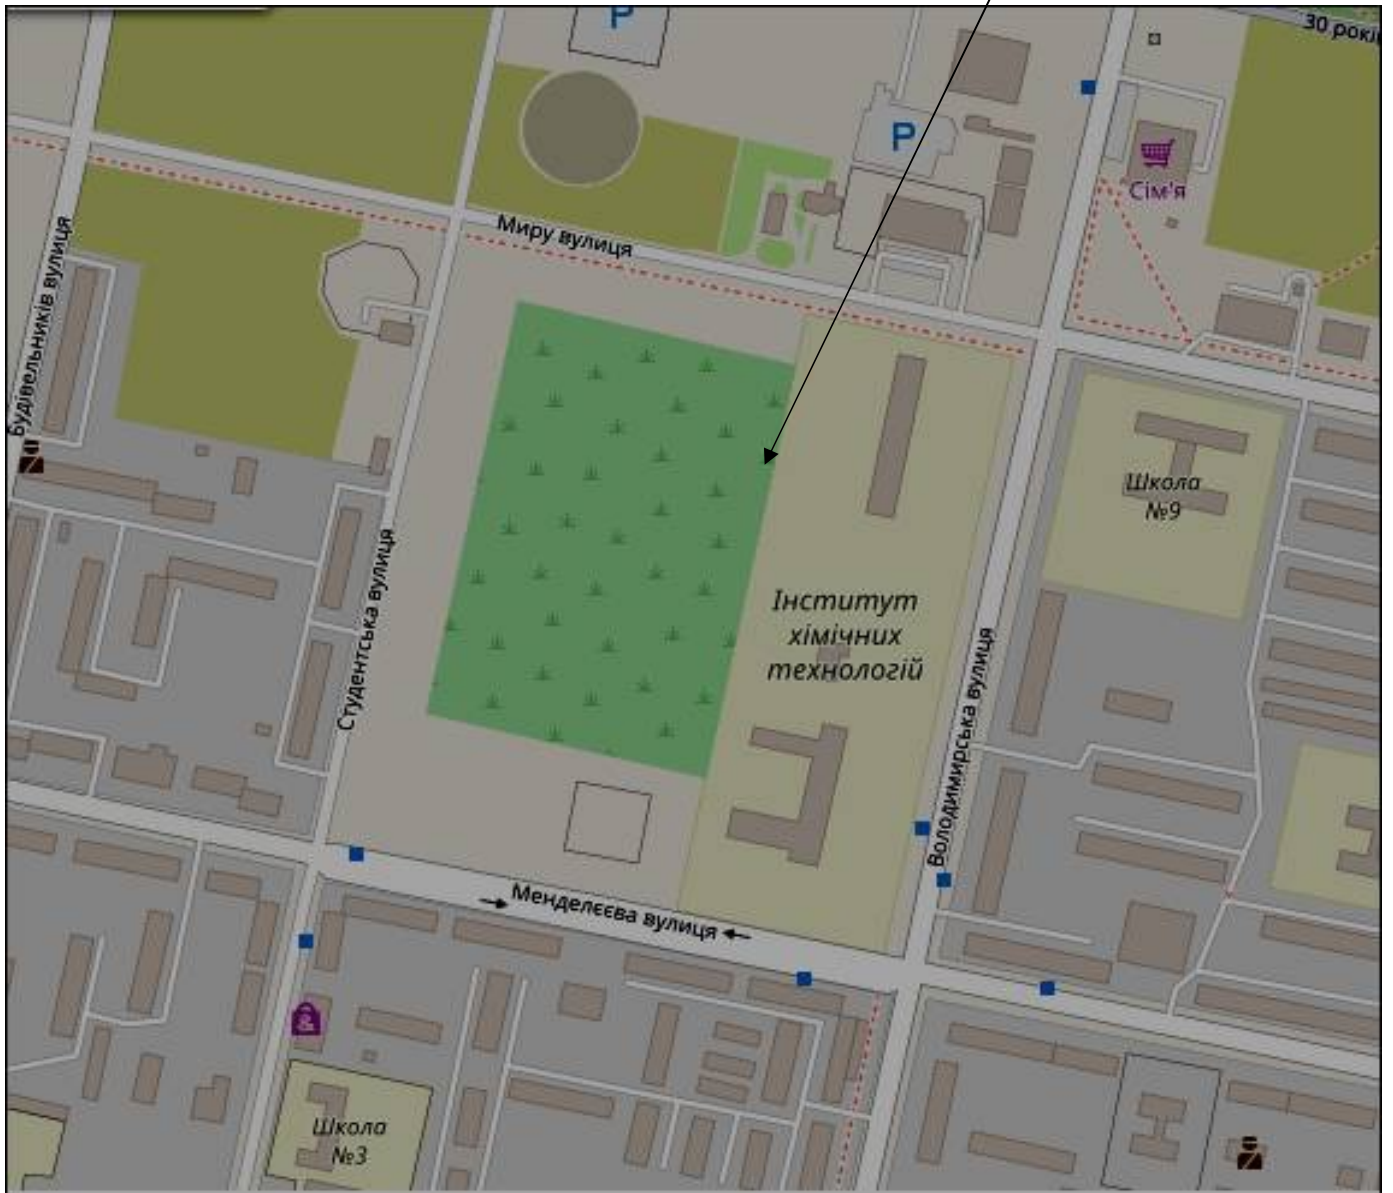 P
30 рокі
P
Сім'я
Миру вулиця
Будівельників вулиця
Школа
№9
Студентська вулиця
Інститут
хімічних
технологій
Володимирська вулиця
Менделєєва вулиця
Школа
№3